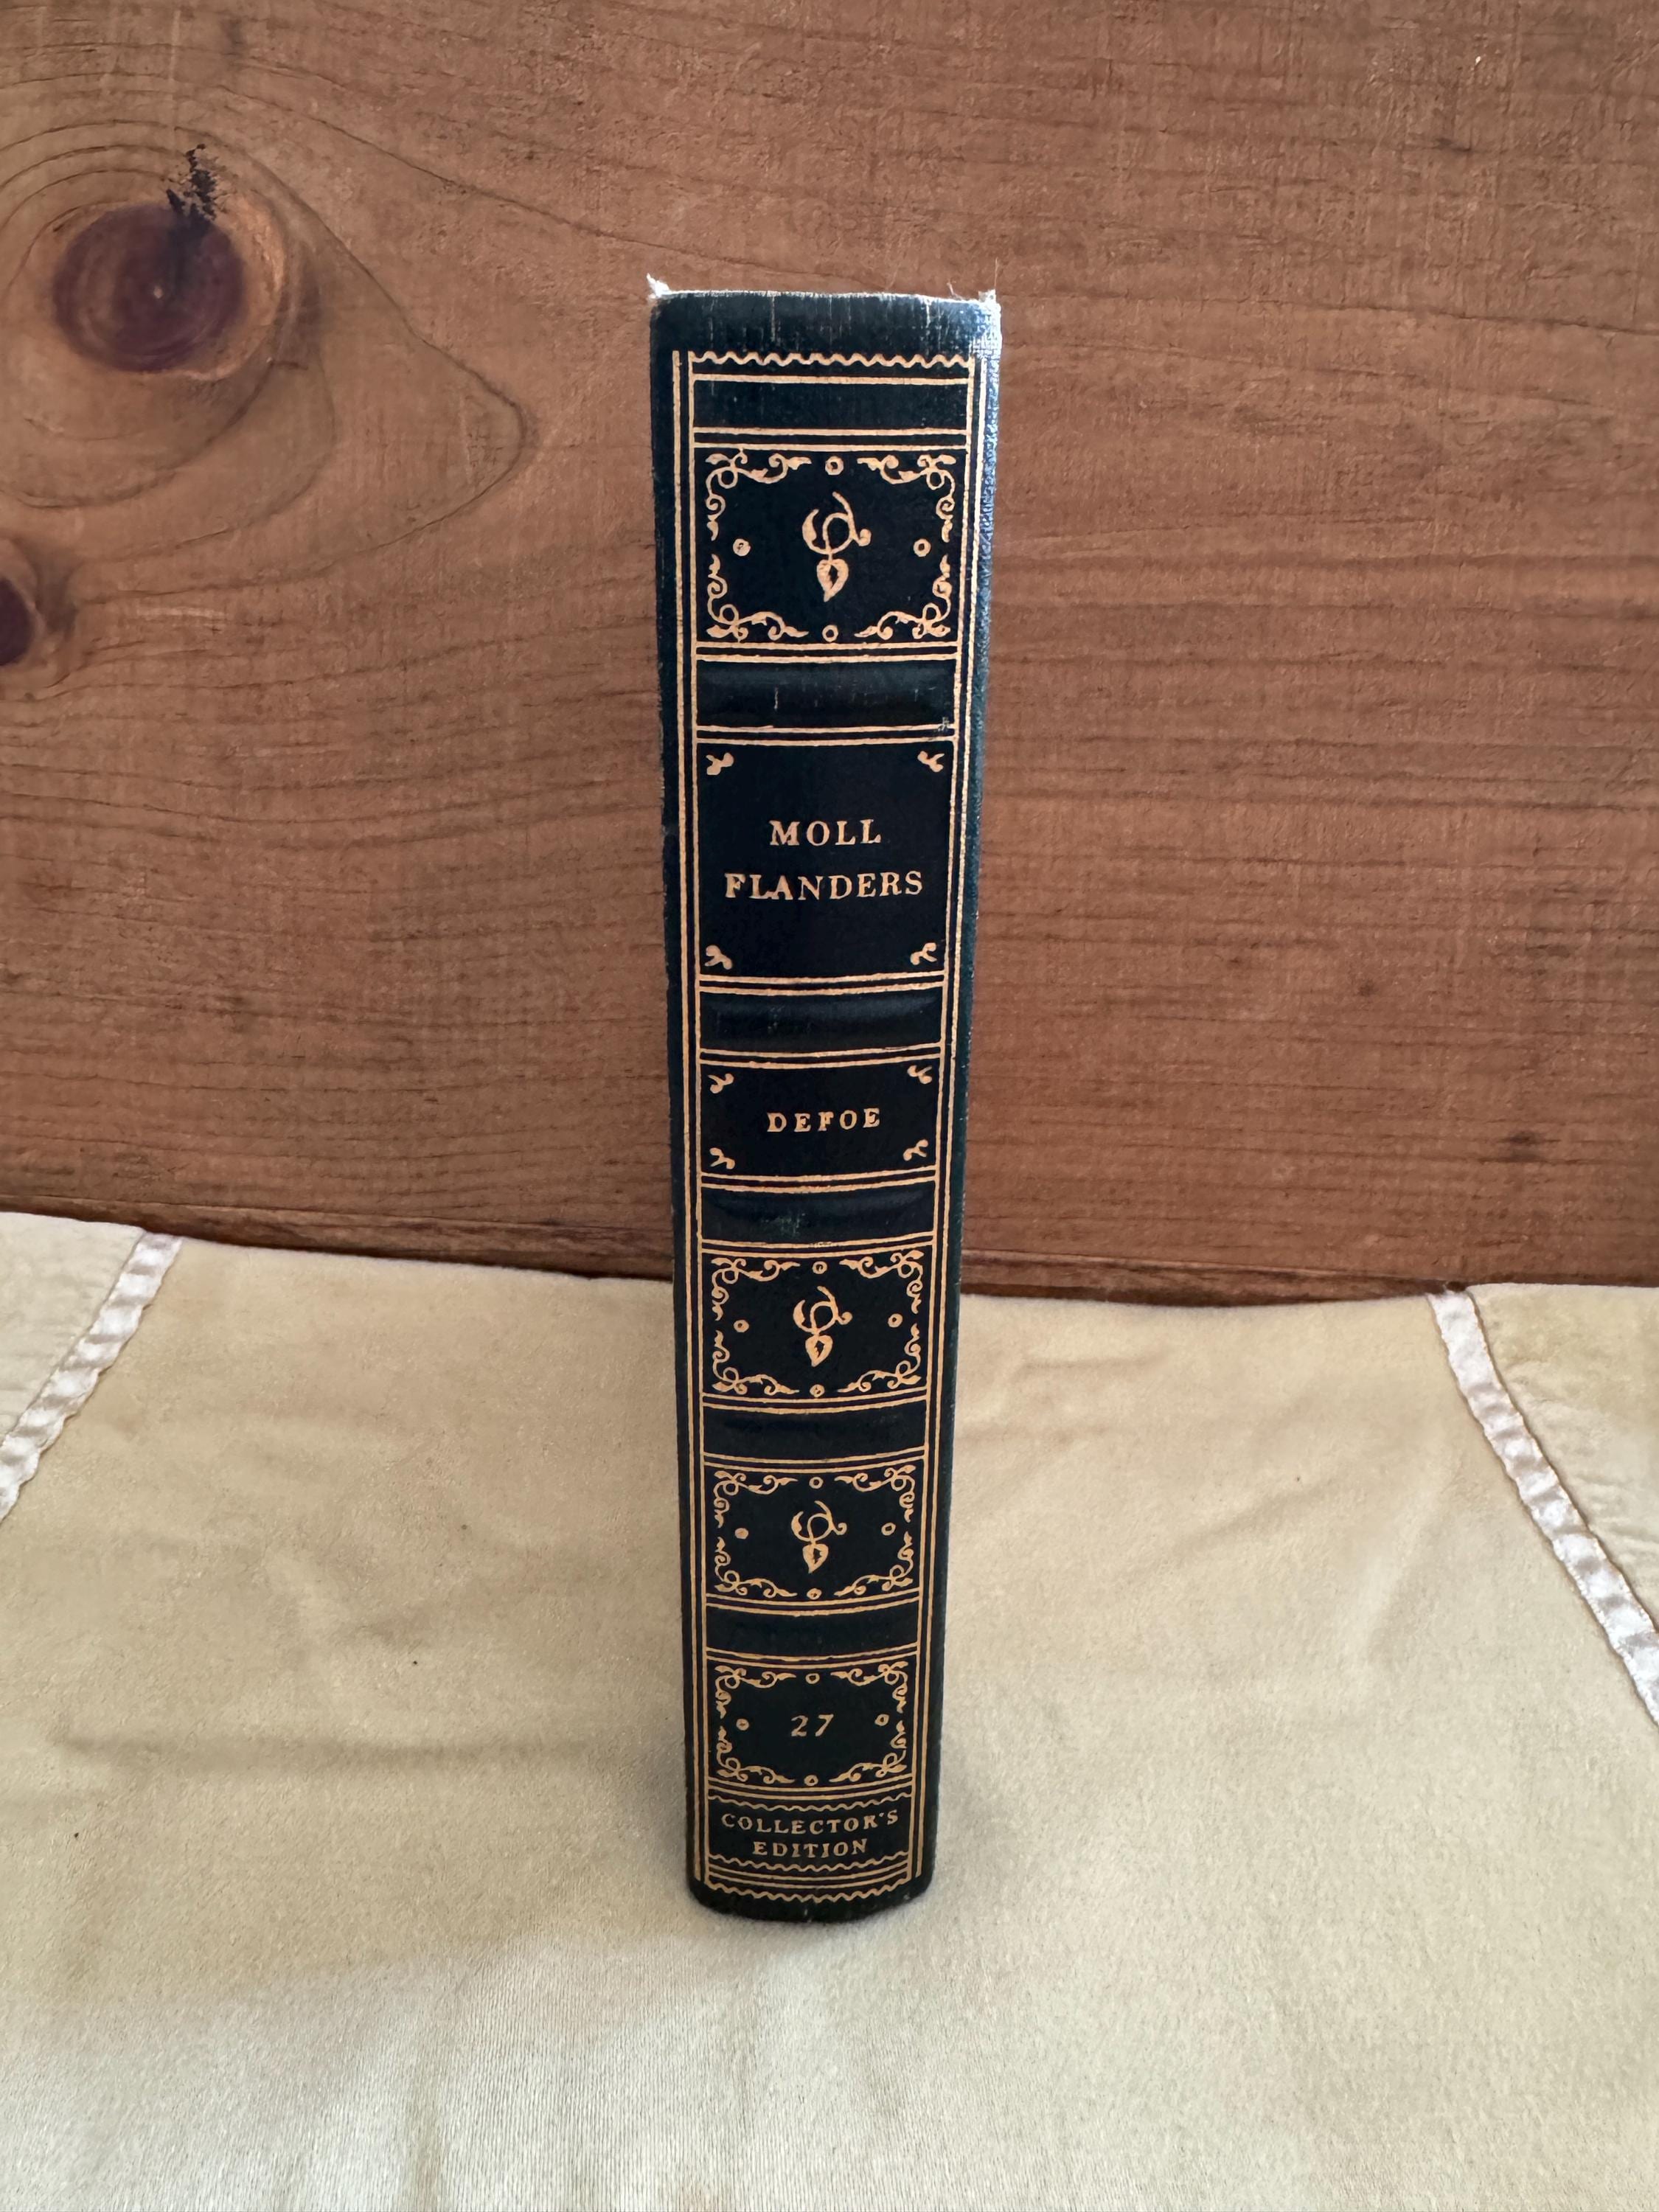 MOLL
FLANDERS
DEFOE
27
COLLECTOR'S
EDITION